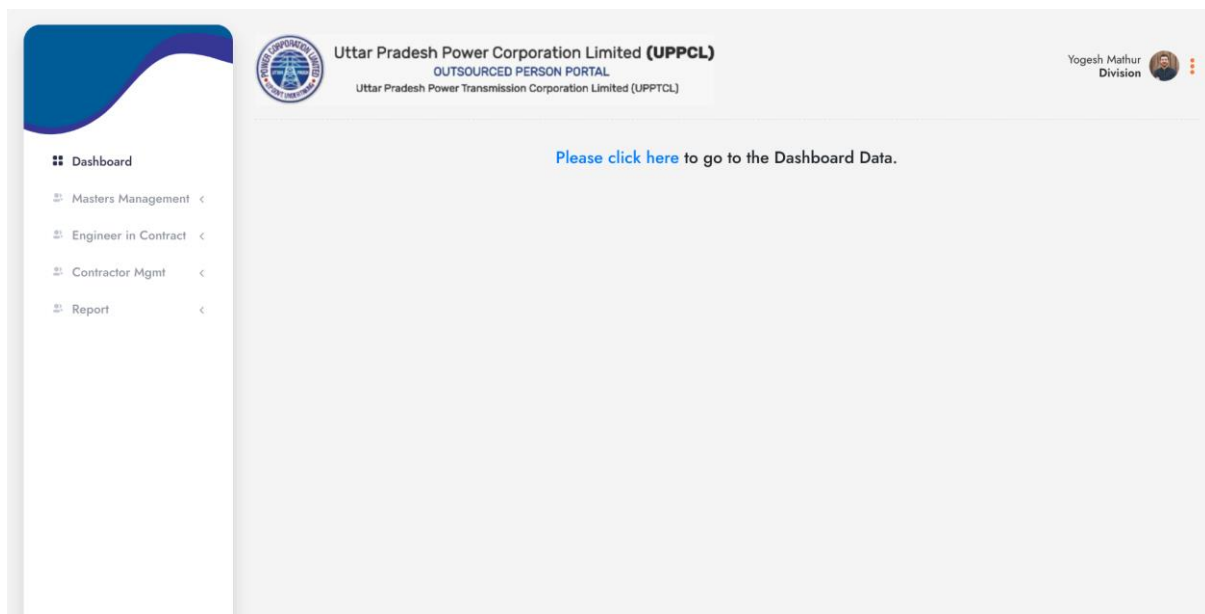 Uttar Pradesh Power Corporation Limited (UPPCL)
OUTSOURCED PERSON PORTAL
Uttar Pradesh Power Transmission Corporation Limited (UPPTCL)
Yogesh Mathur
Division
Dashboard
Masters Management
Engineer in Contract
Contractor Mgmt
Report
Please click here to go to the Dashboard Data.